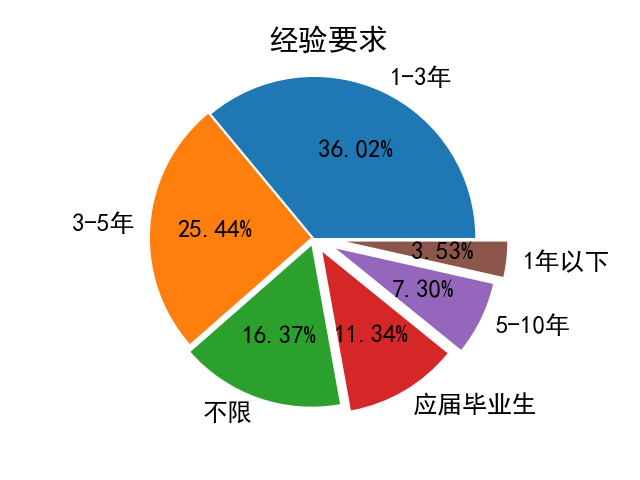 经验要求
1-3年
36.02%
3-5年
25.44%
不限
16.37%
应届毕业生
11.34%
5-10年
7.30%
1年以下
3.53%